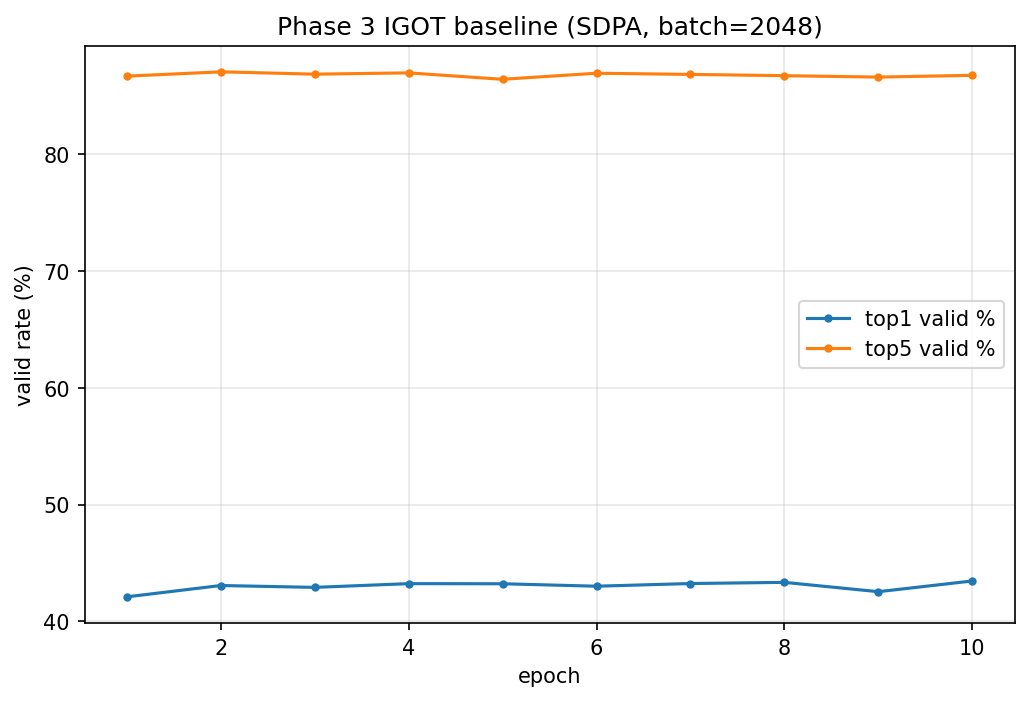 Phase 3 IGOT baseline (SDPA, batch=2048)
valid rate (%)
80
70
60
50
40
top1 valid %
top5 valid %
2 4 6 8 10
epoch